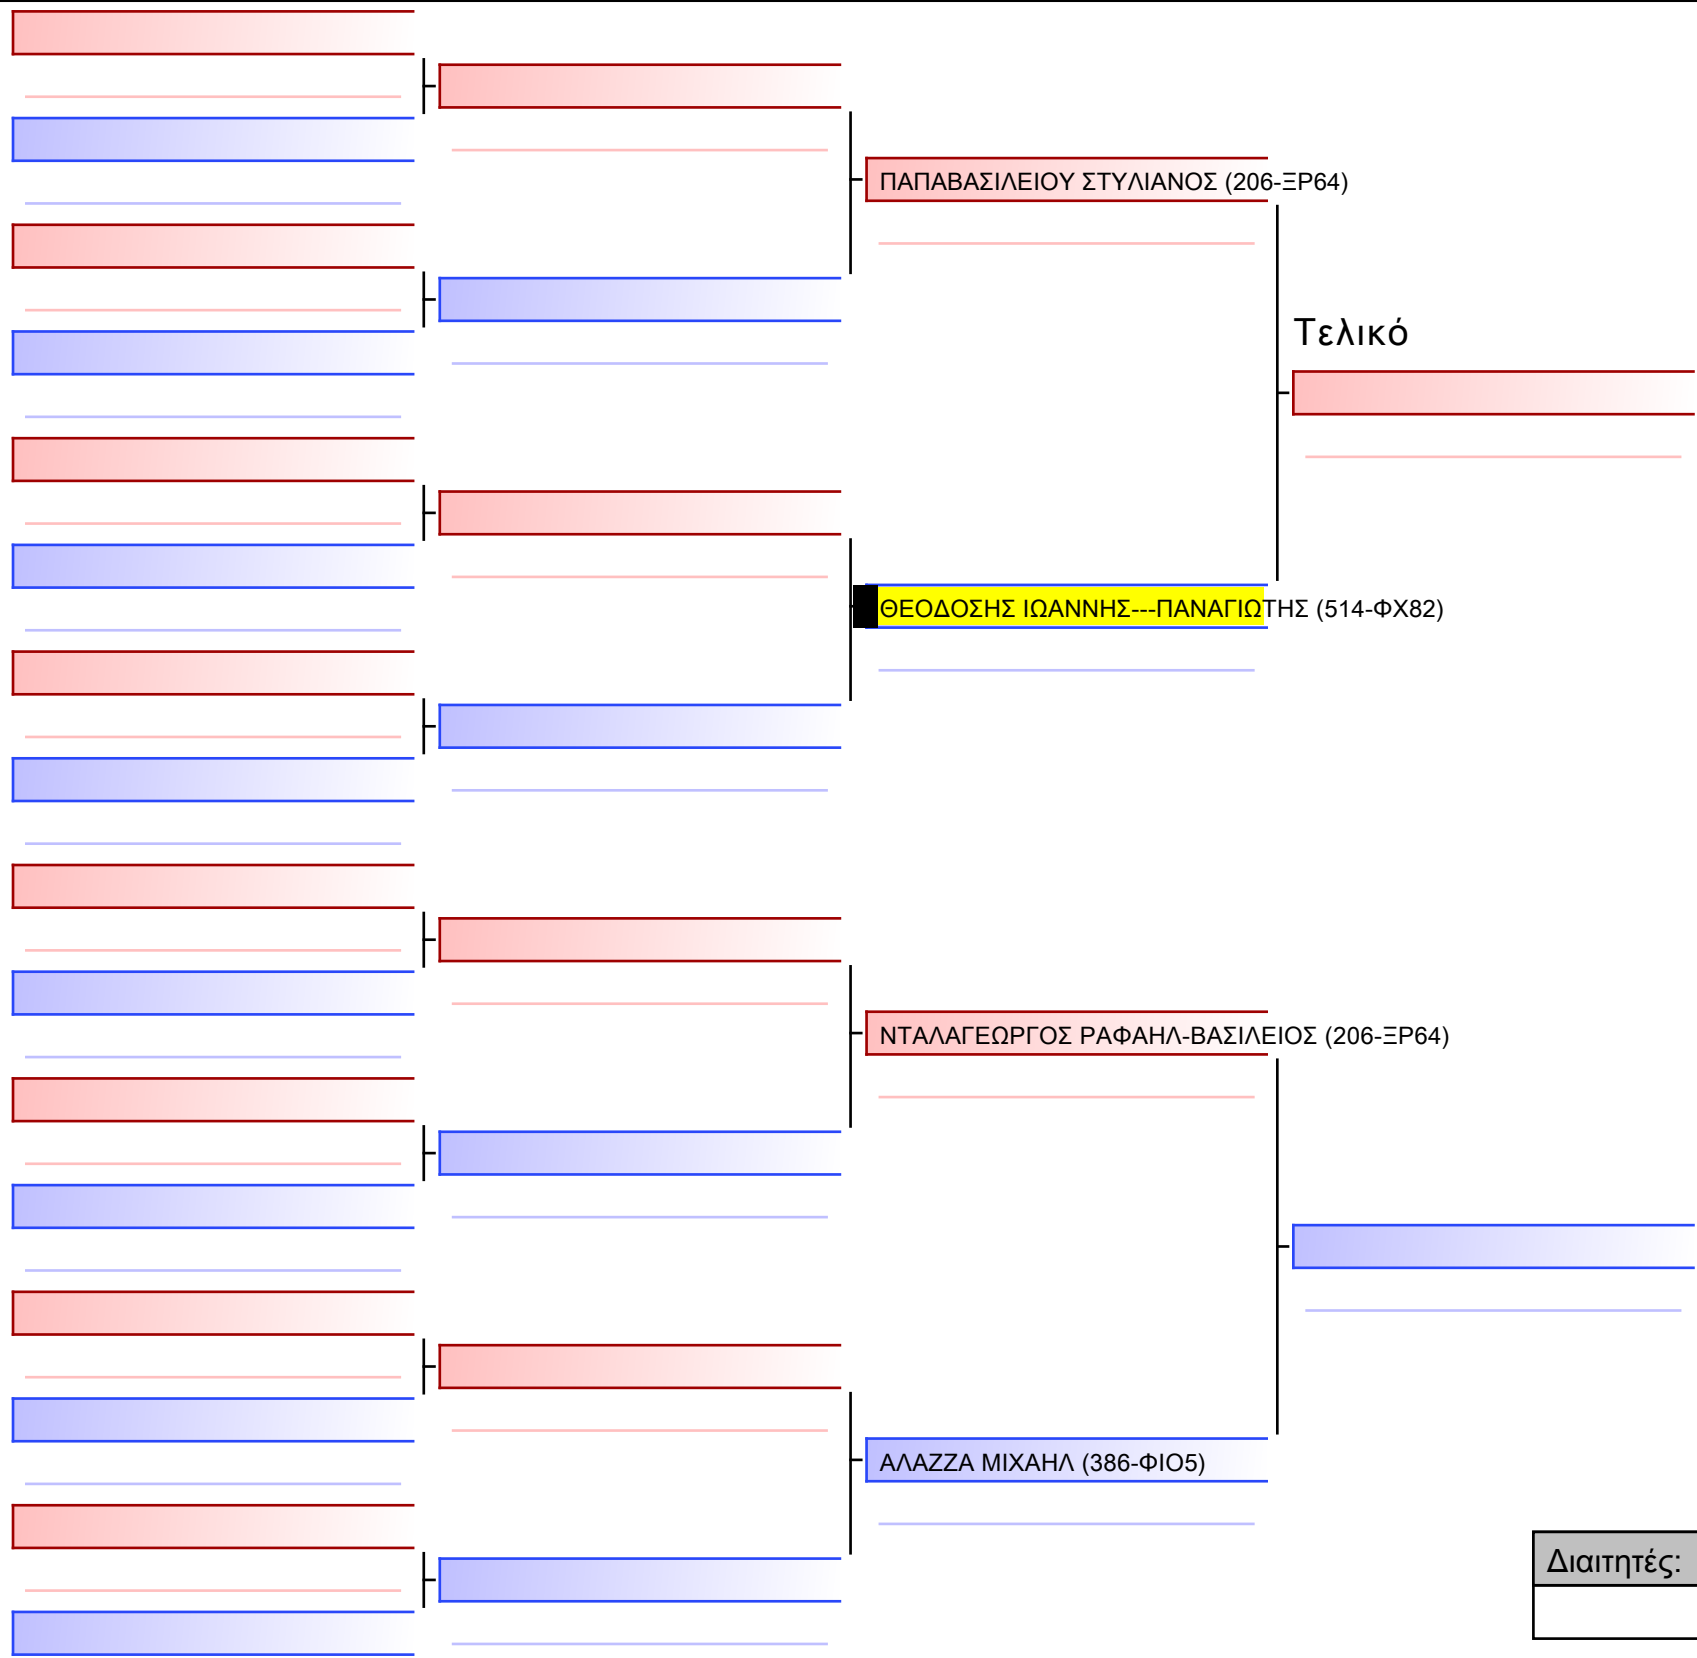 ΠΑΠΑΒΑΣΙΛΕΙΟΥ ΣΤΥΛΙΑΝΟΣ (206-ΞΡ64)
Τελικό
ΘΕΟΔΟΣΗΣ ΙΩΑΝΝΗΣ---ΠΑΝΑΓΙΩΤΗΣ (514-ΦΧ82)
ΝΤΑΛΑΓΕΩΡΓΟΣ ΡΑΦΑΗΛ-ΒΑΣΙΛΕΙΟΣ (206-ΞΡ64)
ΑΛΑΖΖΑ ΜΙΧΑΗΛ (386-ΦΙΟ5)
Διαιτητές: